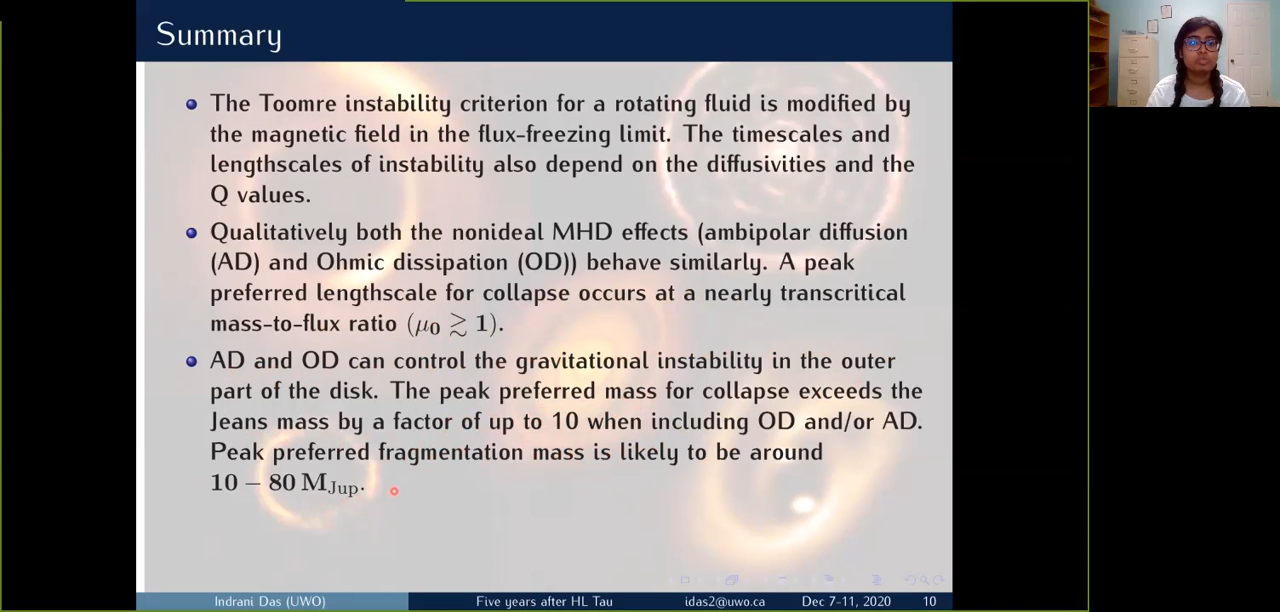 Summary
The Toomre instability criterion for a rotating fluid is modified by
the magnetic field in the flux-freezing limit. The timescales and
lengthscales of instability also depend on the diffusivities and the
Q values.
Qualitatively both the nonideal MHD effects (ambipolar diffusion
(AD) and Ohmic dissipation (OD)) behave similarly. A peak
preferred lengthscale for collapse occurs at a nearly transcritical
mass-to-flux ratio (μ₀ ≳ 1).
AD and OD can control the gravitational instability in the outer
part of the disk. The peak preferred mass for collapse exceeds the
Jeans mass by a factor of up to 10 when including OD and/or AD.
Peak preferred fragmentation mass is likely to be around
10 − 80 M_Jup.
Indrani Das (UWO) Five years after HL Tau idas2@uwo.ca Dec 7-11, 2020 10